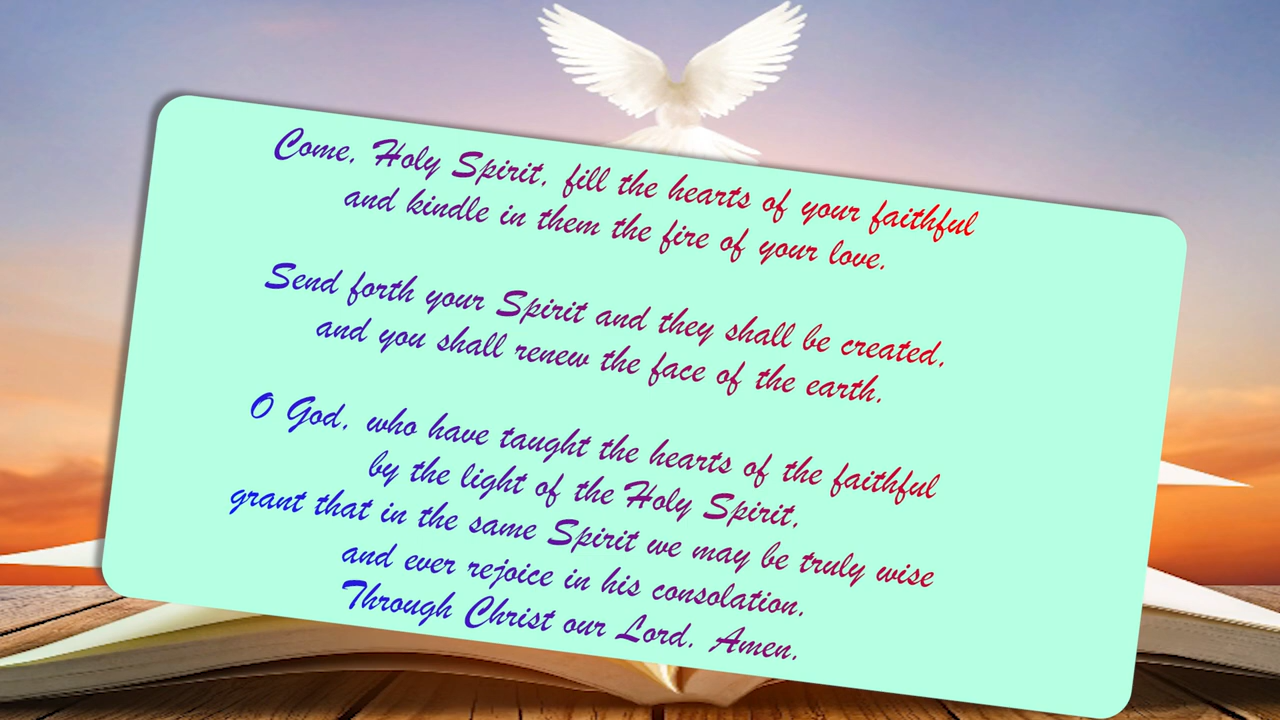 Come, Holy Spirit, fill the hearts of your faithful
and kindle in them the fire of your love.
Send forth your Spirit and they shall be created,
and you shall renew the face of the earth.
O God, who have taught the hearts of the faithful
by the light of the Holy Spirit,
grant that in the same Spirit we may be truly wise
and ever rejoice in his consolation.
Through Christ our Lord. Amen.